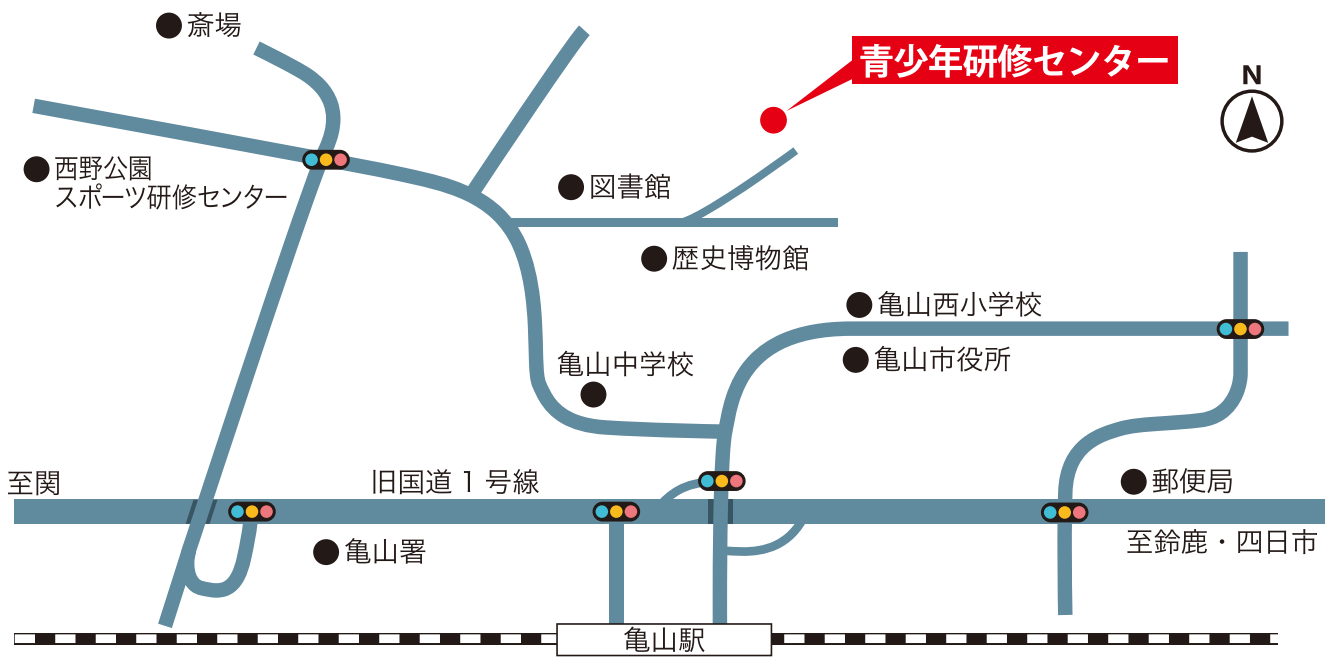 斎場
青少年研修センター
N
西野公園
スポーツ研修センター
図書館
歴史博物館
亀山西小学校
亀山中学校
亀山市役所
至関
旧国道1号線
郵便局
亀山署
至鈴鹿・四日市
亀山駅